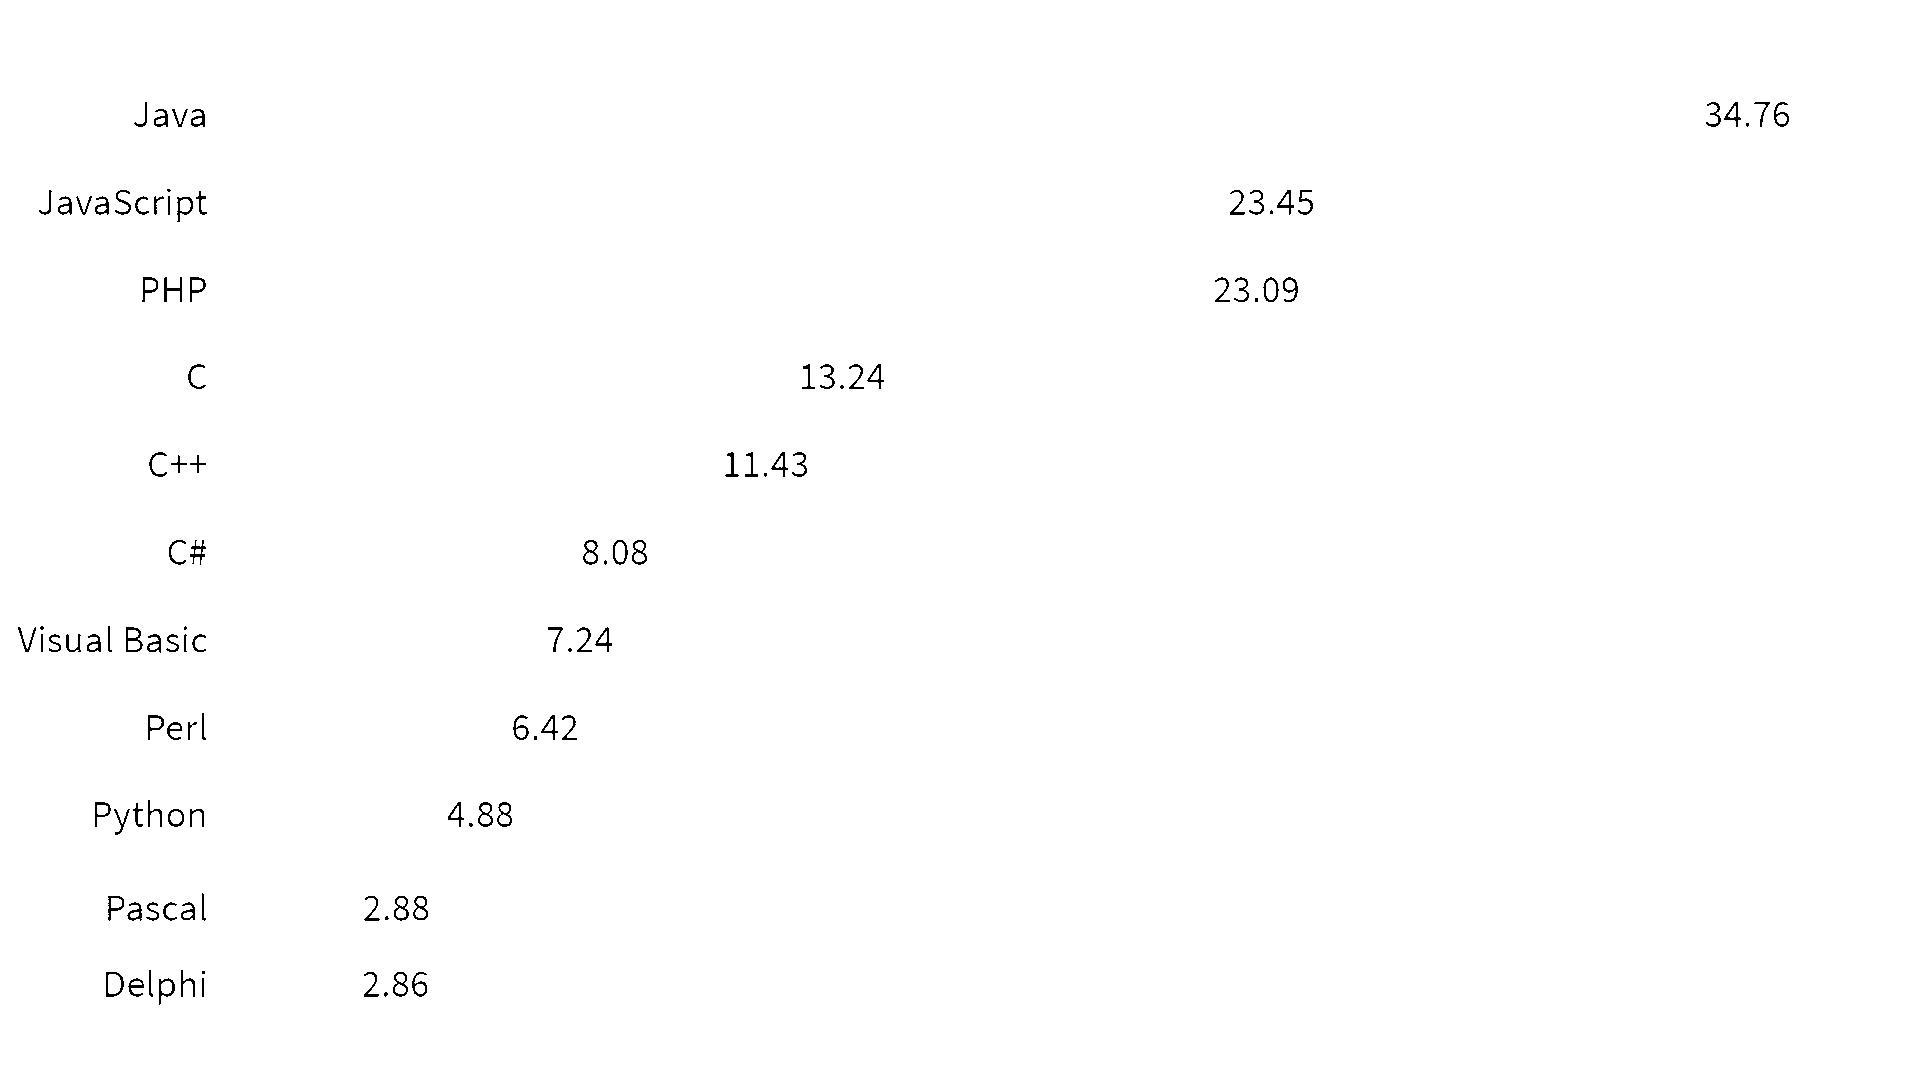 Java 34.76
JavaScript 23.45
PHP 23.09
C 13.24
C++ 11.43
C# 8.08
Visual Basic 7.24
Perl 6.42
Python 4.88
Pascal 2.88
Delphi 2.86